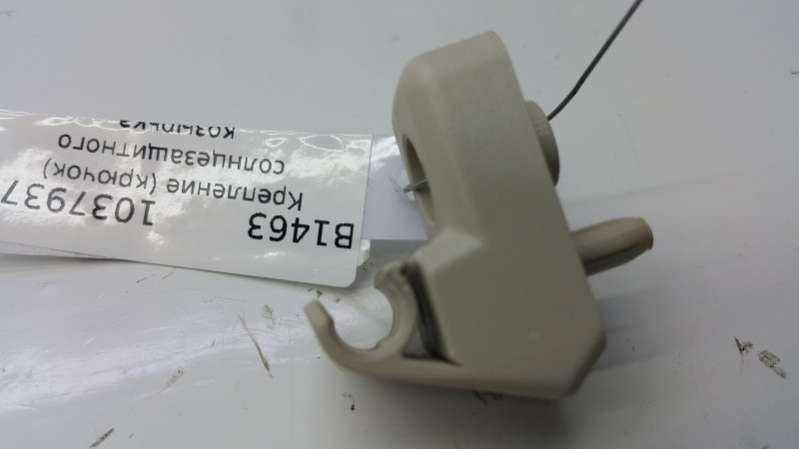 B1463 1037937
Крепление (крючок)
солнцезащитного
козырька